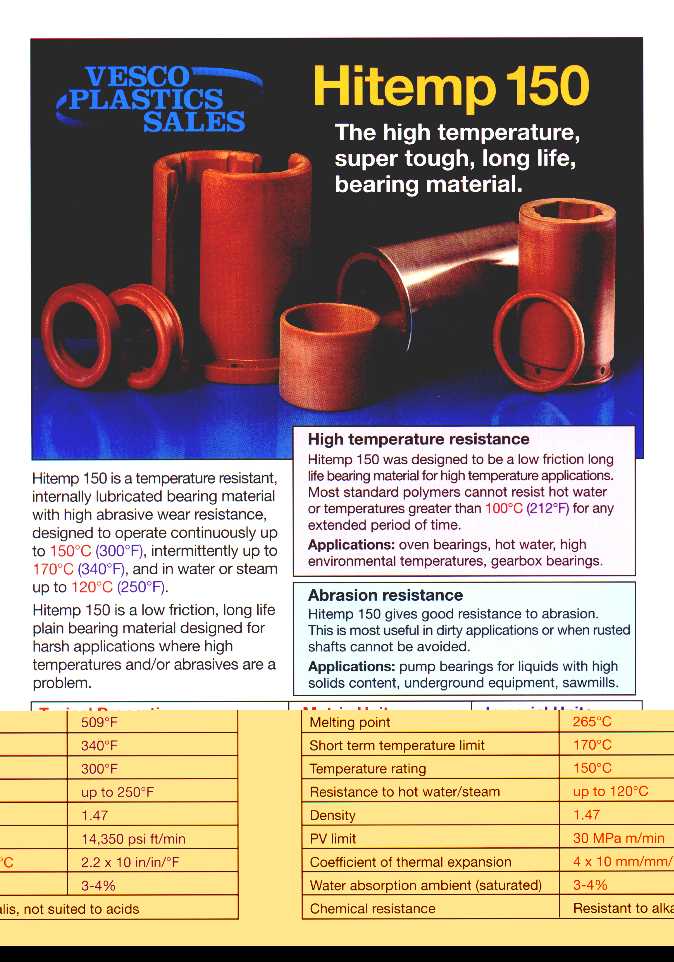 VESCO
PLASTICS
SALES
Hitemp 150
The high temperature,
super tough, long life,
bearing material.
Hitemp 150 is a temperature resistant,
internally lubricated bearing material
with high abrasive wear resistance,
designed to operate continuously up
to 150°C (300°F), intermittently up to
170°C (340°F), and in water or steam
up to 120°C (250°F).
Hitemp 150 is a low friction, long life
plain bearing material designed for
harsh applications where high
temperatures and/or abrasives are a
problem.
High temperature resistance
Hitemp 150 was designed to be a low friction long
life bearing material for high temperature applications.
Most standard polymers cannot resist hot water
or temperatures greater than 100°C (212°F) for any
extended period of time.
Applications: oven bearings, hot water, high
environmental temperatures, gearbox bearings.
Abrasion resistance
Hitemp 150 gives good resistance to abrasion.
This is most useful in dirty applications or when rusted
shafts cannot be avoided.
Applications: pump bearings for liquids with high
solids content, underground equipment, sawmills.
509°F
340°F
300°F
up to 250°F
1.47
14,350 psi ft/min
°C 2.2 x 10 in/in/°F
3-4%
alis, not suited to acids
Melting point 265°C
Short term temperature limit 170°C
Temperature rating 150°C
Resistance to hot water/steam up to 120°C
Density 1.47
PV limit 30 MPa m/min
Coefficient of thermal expansion 4 x 10 mm/mm/
Water absorption ambient (saturated) 3-4%
Chemical resistance Resistant to alka